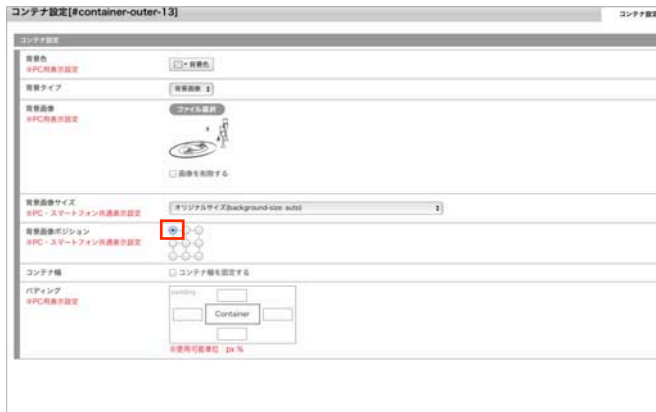 コンテナ設定[#container-outer-13]
コンテナ設
コンテナ設定
背景色
※PC用表示設定
背景色
背景タイプ
背景画像
背景画像
※PC用表示設定
ファイル選択
画像を削除する
背景画像サイズ
※PC・スマートフォン共通表示設定
オリジナルサイズ(background-size: auto)
背景画像ポジション
※PC・スマートフォン共通表示設定
コンテナ幅
コンテナ幅を固定する
パディング
※PC用表示設定
padding
Container
※使用可能単位 px %